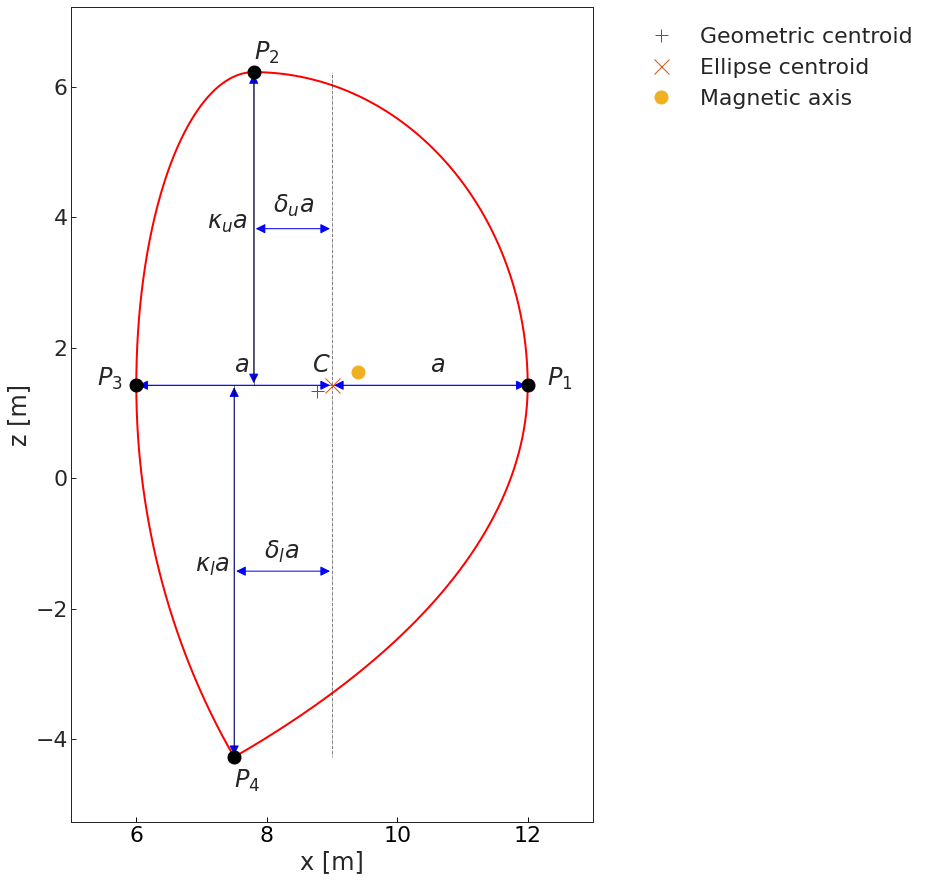 P₂
Geometric centroid
Ellipse centroid
Magnetic axis
6
δᵤa
κᵤa
4
2
a
C
a
P₃
P₁
z [m]
0
δₗa
κₗa
−2
−4
P₄
6 8 10 12
x [m]